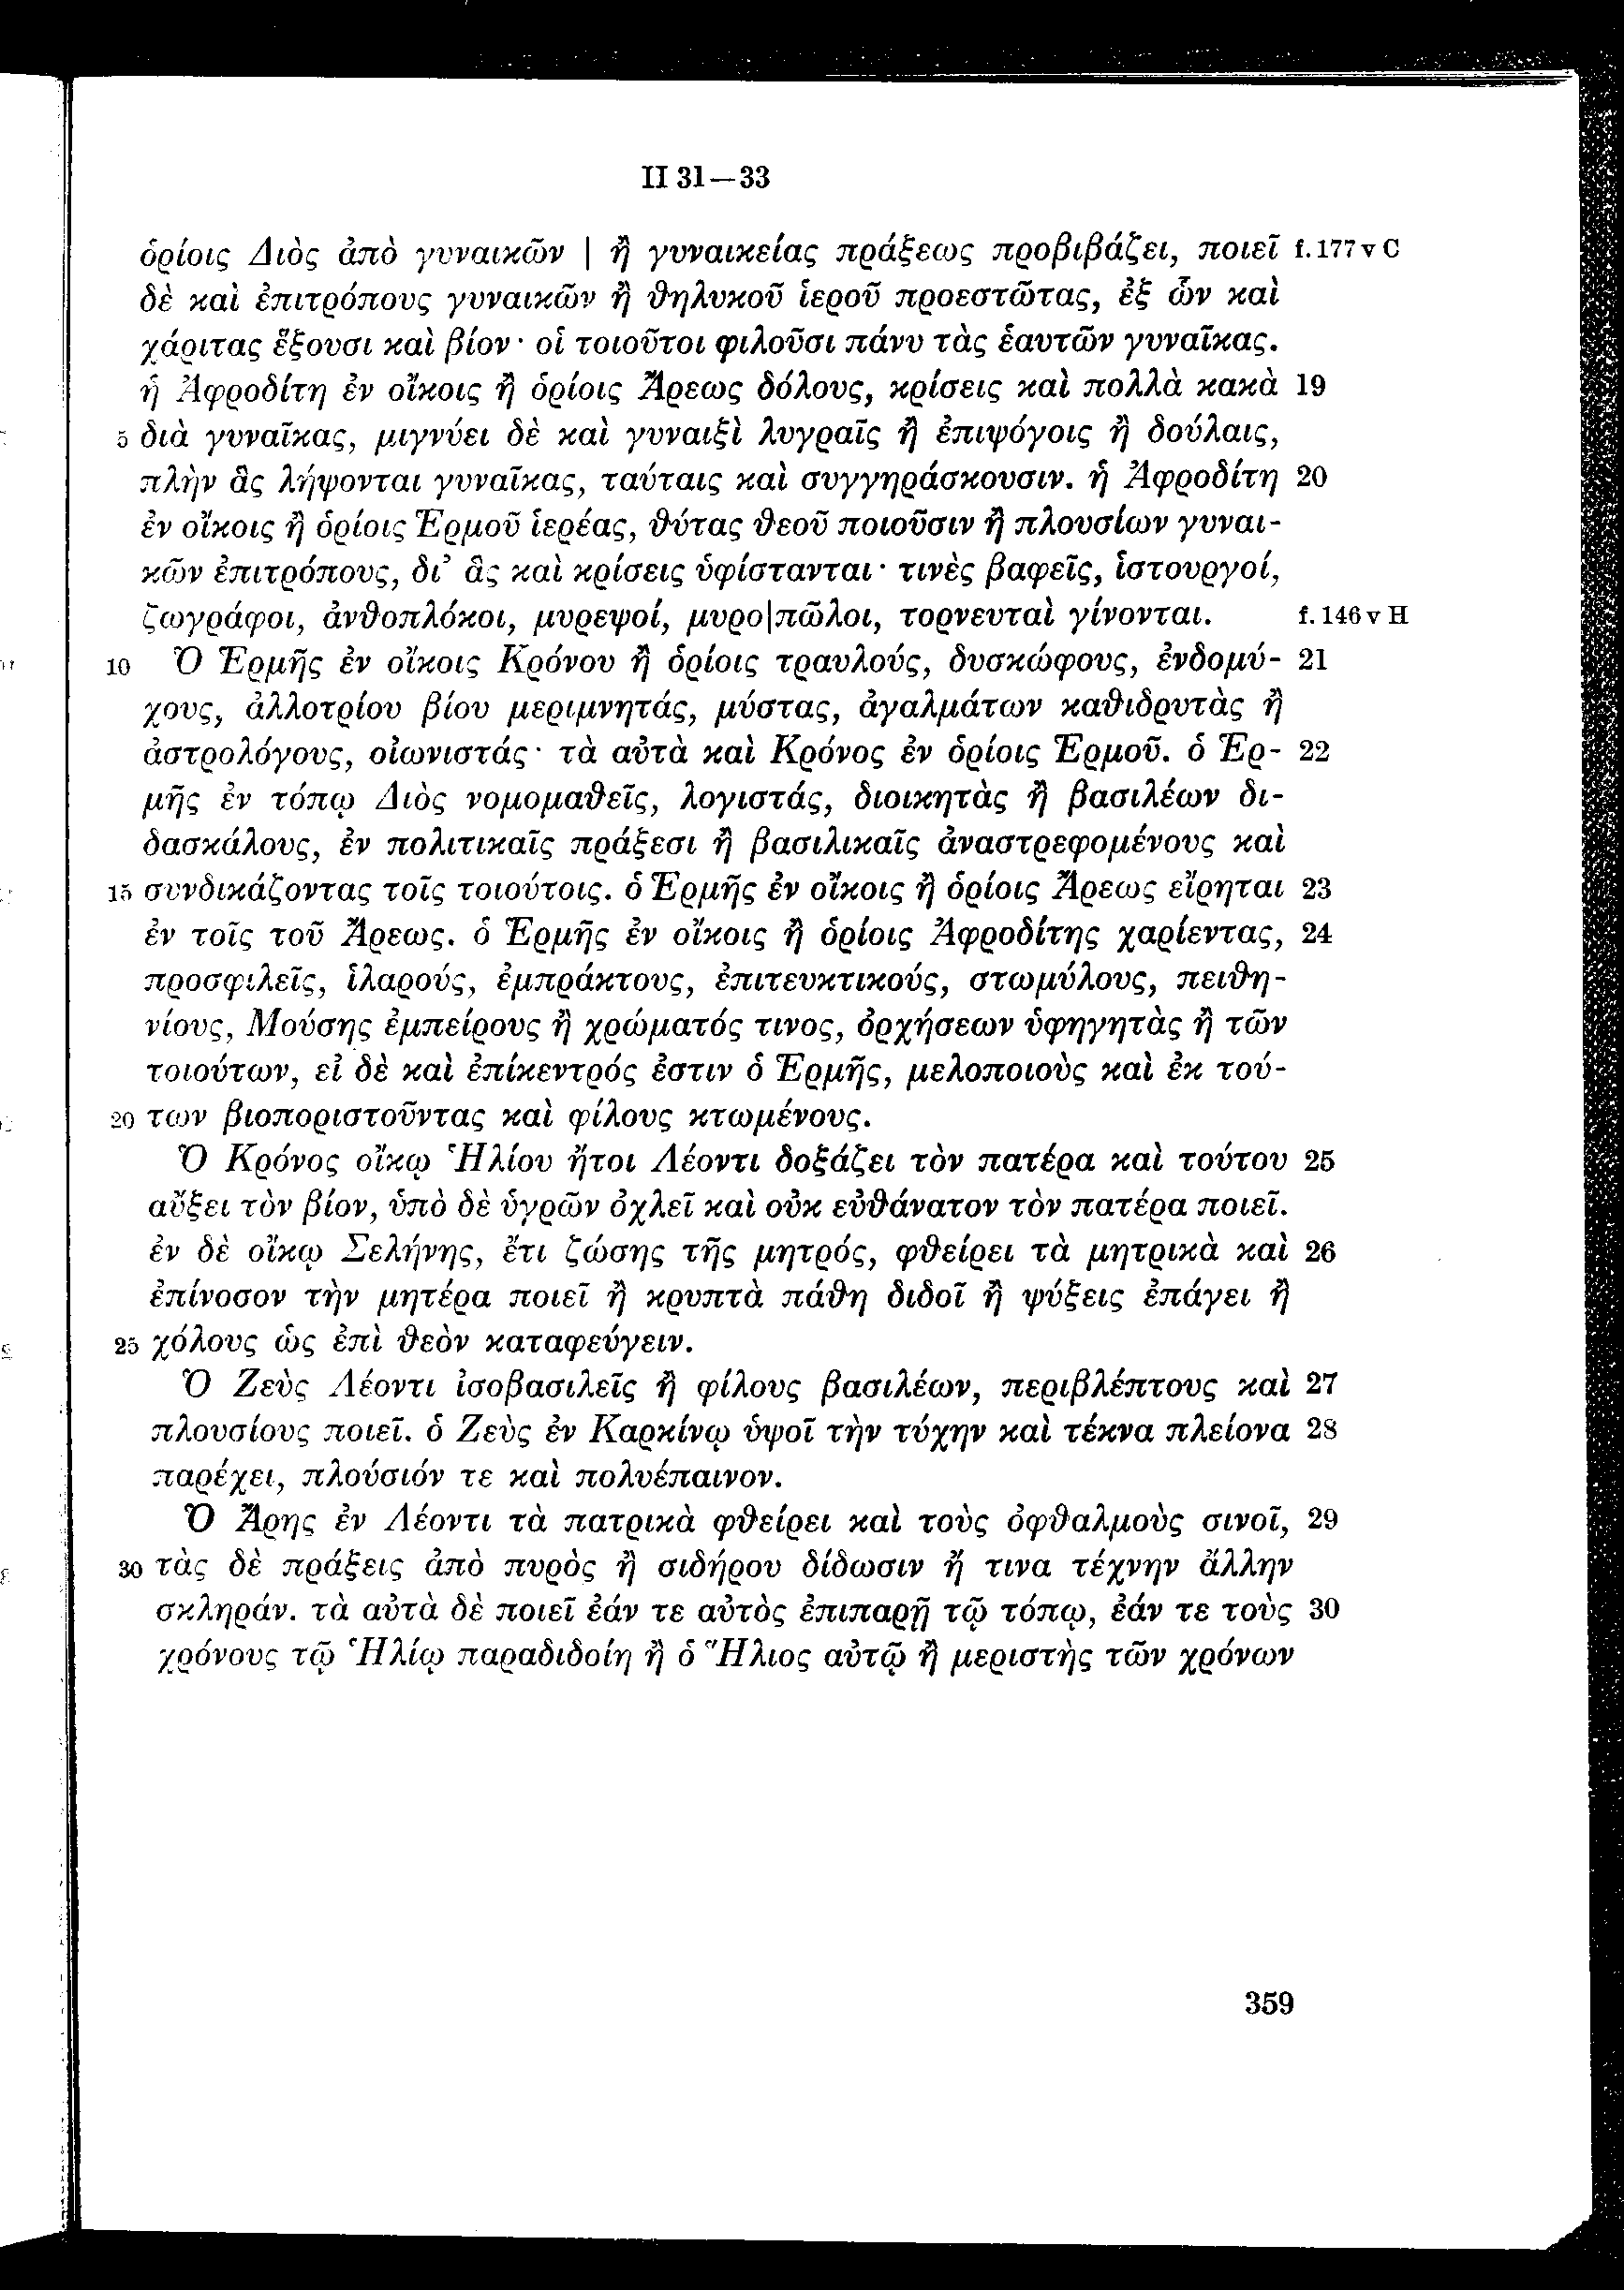 II 31—33
ὁρίοις Διὸς ἀπὸ γυναικῶν | ἢ γυναικείας πράξεως προβιβάζει, ποιεῖ f. 177 v C
δὲ καὶ ἐπιτρόπους γυναικῶν ἢ θηλυκοῦ ἱεροῦ προεστῶτας, ἐξ ὧν καὶ
χάριτας ἕξουσι καὶ βίον· οἱ τοιοῦτοι φιλοῦσι πάνυ τὰς ἑαυτῶν γυναῖκας.
ἡ Ἀφροδίτη ἐν οἴκοις ἢ ὁρίοις Ἄρεως δόλους, κρίσεις καὶ πολλὰ κακὰ 19
5 διὰ γυναῖκας, μιγνύει δὲ καὶ γυναιξὶ λυγραῖς ἢ ἐπιψόγοις ἢ δούλαις,
πλὴν ἃς λήψονται γυναῖκας, ταύταις καὶ συγγηράσκουσιν. ἡ Ἀφροδίτη 20
ἐν οἴκοις ἢ ὁρίοις Ἑρμοῦ ἱερέας, θύτας θεοῦ ποιοῦσιν ἢ πλουσίων γυναι-
κῶν ἐπιτρόπους, δι’ ἃς καὶ κρίσεις ὑφίστανται· τινὲς βαφεῖς, ἱστουργοί,
ζωγράφοι, ἀνθοπλόκοι, μυρεψοί, μυρο|πῶλοι, τορνευταὶ γίνονται. f. 146 v H
10 Ὁ Ἑρμῆς ἐν οἴκοις Κρόνου ἢ ὁρίοις τραυλούς, δυσκώφους, ἐνδομύ- 21
χους, ἀλλοτρίου βίου μεριμνητάς, μύστας, ἀγαλμάτων καθιδρυτὰς ἢ
ἀστρολόγους, οἰωνιστάς· τὰ αὐτὰ καὶ Κρόνος ἐν ὁρίοις Ἑρμοῦ. ὁ Ἑρ- 22
μῆς ἐν τόπῳ Διὸς νομομαθεῖς, λογιστάς, διοικητὰς ἢ βασιλέων δι-
δασκάλους, ἐν πολιτικαῖς πράξεσι ἢ βασιλικαῖς ἀναστρεφομένους καὶ
15 συνδικάζοντας τοῖς τοιούτοις. ὁ Ἑρμῆς ἐν οἴκοις ἢ ὁρίοις Ἄρεως εἴρηται 23
ἐν τοῖς τοῦ Ἄρεως. ὁ Ἑρμῆς ἐν οἴκοις ἢ ὁρίοις Ἀφροδίτης χαρίεντας, 24
προσφιλεῖς, ἱλαρούς, ἐμπράκτους, ἐπιτευκτικούς, στωμύλους, πειθη-
νίους, Μούσης ἐμπείρους ἢ χρώματός τινος, ὀρχήσεων ὑφηγητὰς ἢ τῶν
τοιούτων, εἰ δὲ καὶ ἐπίκεντρός ἐστιν ὁ Ἑρμῆς, μελοποιοὺς καὶ ἐκ τού-
20 των βιοποριστοῦντας καὶ φίλους κτωμένους.
Ὁ Κρόνος οἴκῳ Ἡλίου ἤτοι Λέοντι δοξάζει τὸν πατέρα καὶ τούτου 25
αὔξει τὸν βίον, ὑπὸ δὲ ὑγρῶν ὀχλεῖ καὶ οὐκ εὐθάνατον τὸν πατέρα ποιεῖ.
ἐν δὲ οἴκῳ Σελήνης, ἔτι ζώσης τῆς μητρός, φθείρει τὰ μητρικὰ καὶ 26
ἐπίνοσον τὴν μητέρα ποιεῖ ἢ κρυπτὰ πάθη διδοῖ ἢ ψύξεις ἐπάγει ἢ
25 χόλους ὡς ἐπὶ θεὸν καταφεύγειν.
Ὁ Ζεὺς Λέοντι ἰσοβασιλεῖς ἢ φίλους βασιλέων, περιβλέπτους καὶ 27
πλουσίους ποιεῖ. ὁ Ζεὺς ἐν Καρκίνῳ ὑψοῖ τὴν τύχην καὶ τέκνα πλείονα 28
παρέχει, πλούσιόν τε καὶ πολυέπαινον.
Ὁ Ἄρης ἐν Λέοντι τὰ πατρικὰ φθείρει καὶ τοὺς ὀφθαλμοὺς σινοῖ, 29
30 τὰς δὲ πράξεις ἀπὸ πυρὸς ἢ σιδήρου δίδωσιν ἤ τινα τέχνην ἄλλην
σκληράν. τὰ αὐτὰ δὲ ποιεῖ ἐάν τε αὐτὸς ἐπιπαρῇ τῷ τόπῳ, ἐάν τε τοὺς 30
χρόνους τῷ Ἡλίῳ παραδιδοίη ἢ ὁ Ἥλιος αὐτῷ ἢ μεριστὴς τῶν χρόνων
359